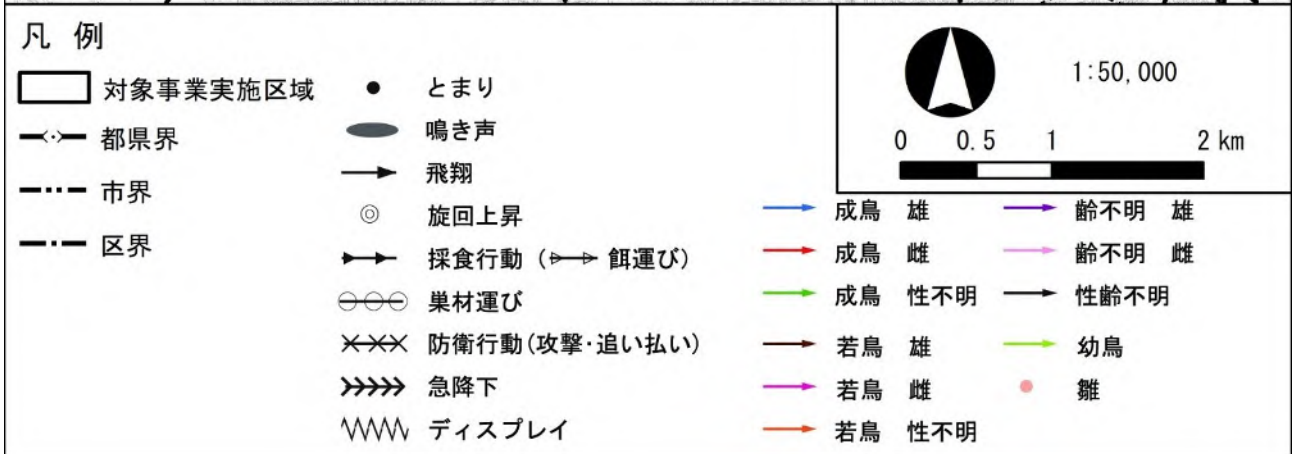 凡 例
対象事業実施区域
都県界
市界
区界
とまり
鳴き声
飛翔
旋回上昇
採食行動 ( 餌運び)
巣材運び
防衛行動(攻撃・追い払い)
急降下
ディスプレイ
1:50,000
0 0.5 1 2 km
成鳥 雄
成鳥 雌
成鳥 性不明
若鳥 雄
若鳥 雌
若鳥 性不明
齢不明 雄
齢不明 雌
性齢不明
幼鳥
雛